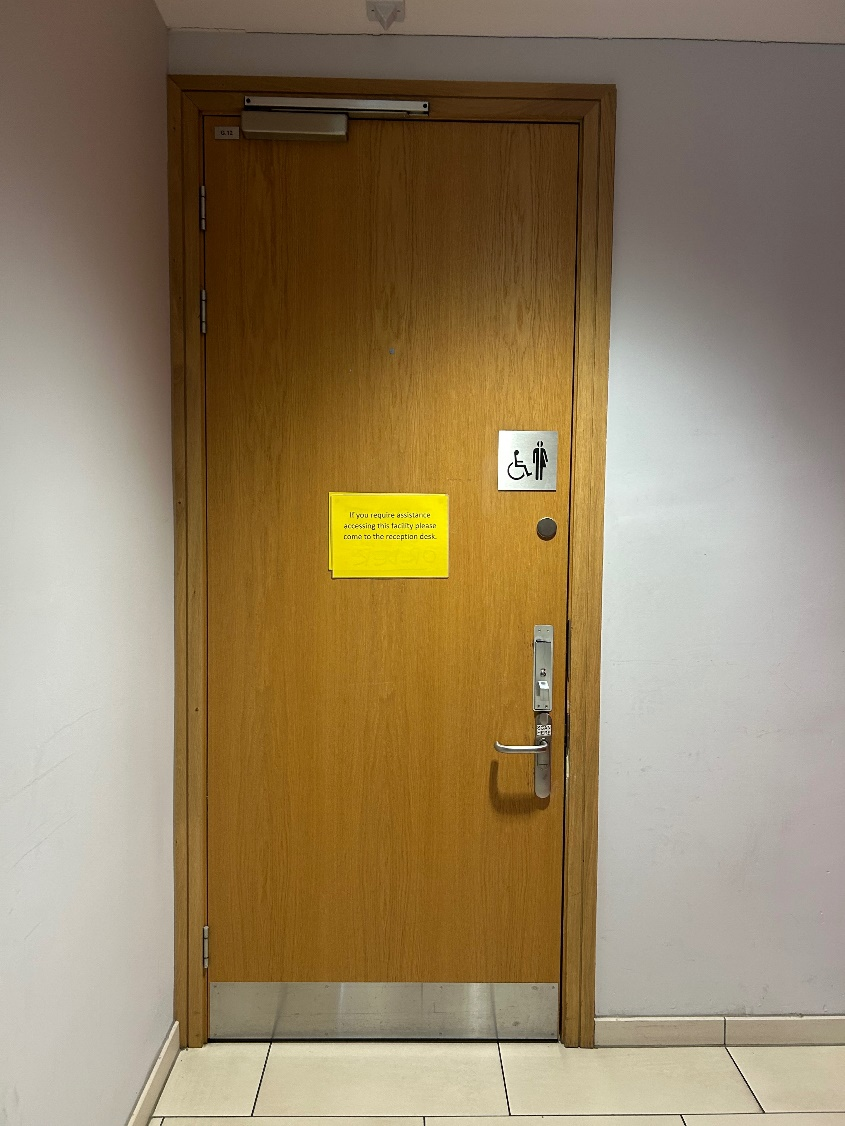 If you require assistance
accessing this facility please
come to the reception desk.